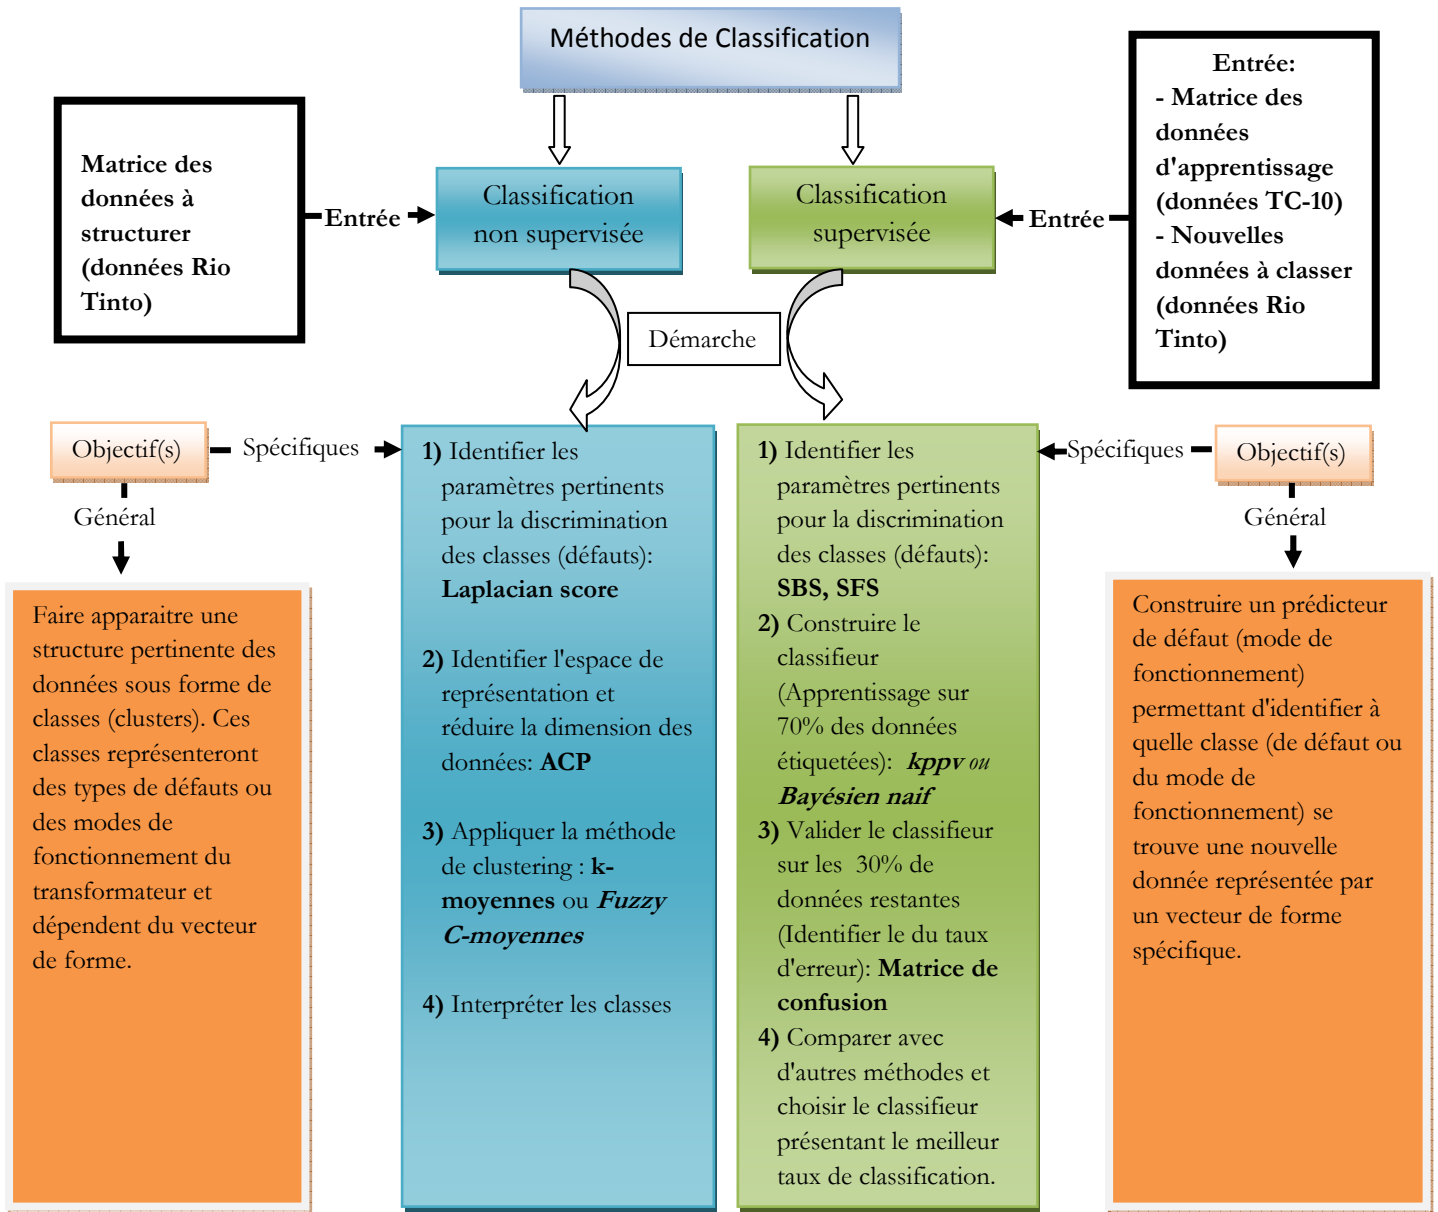 Méthodes de Classification
Matrice des
données à
structurer
(données Rio
Tinto)
Entrée
Classification
non supervisée
Classification
supervisée
Entrée
Entrée:
- Matrice des
données
d'apprentissage
(données TC-10)
- Nouvelles
données à classer
(données Rio
Tinto)
Démarche
Objectif(s)
Spécifiques
Général
Faire apparaitre une
structure pertinente des
données sous forme de
classes (clusters). Ces
classes représenteront
des types de défauts ou
des modes de
fonctionnement du
transformateur et
dépendent du vecteur
de forme.
1) Identifier les
paramètres pertinents
pour la discrimination
des classes (défauts):
Laplacian score
2) Identifier l'espace de
représentation et
réduire la dimension des
données: ACP
3) Appliquer la méthode
de clustering : k-
moyennes ou Fuzzy
C-moyennes
4) Interpréter les classes
1) Identifier les
paramètres pertinents
pour la discrimination
des classes (défauts):
SBS, SFS
2) Construire le
classifieur
(Apprentissage sur
70% des données
étiquetées): kppv ou
Bayésien naif
3) Valider le classifieur
sur les 30% de
données restantes
(Identifier le du taux
d'erreur): Matrice de
confusion
4) Comparer avec
d'autres méthodes et
choisir le classifieur
présentant le meilleur
taux de classification.
Spécifiques
Objectif(s)
Général
Construire un prédicteur
de défaut (mode de
fonctionnement)
permettant d'identifier à
quelle classe (de défaut ou
du mode de
fonctionnement) se
trouve une nouvelle
donnée représentée par
un vecteur de forme
spécifique.